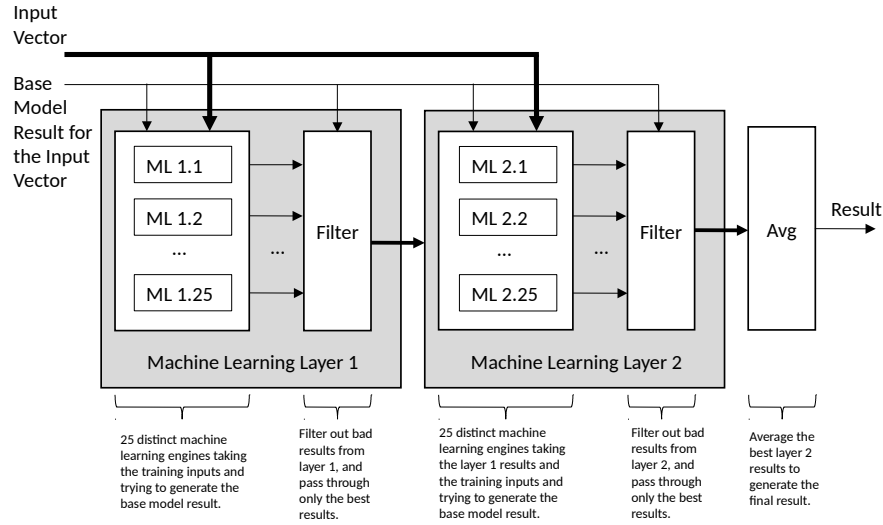 Input
Vector
Base
Model
Result for
the Input
Vector
ML 1.1
ML 1.2
...
ML 1.25
...
Filter
Machine Learning Layer 1
ML 2.1
ML 2.2
...
ML 2.25
...
Filter
Machine Learning Layer 2
Avg
Result
25 distinct machine
learning engines taking
the training inputs and
trying to generate the
base model result.
Filter out bad
results from
layer 1, and
pass through
only the best
results.
25 distinct machine
learning engines taking
the layer 1 results and
the training inputs and
trying to generate the
base model result.
Filter out bad
results from
layer 2, and
pass through
only the best
results.
Average the
best layer 2
results to
generate the
final result.